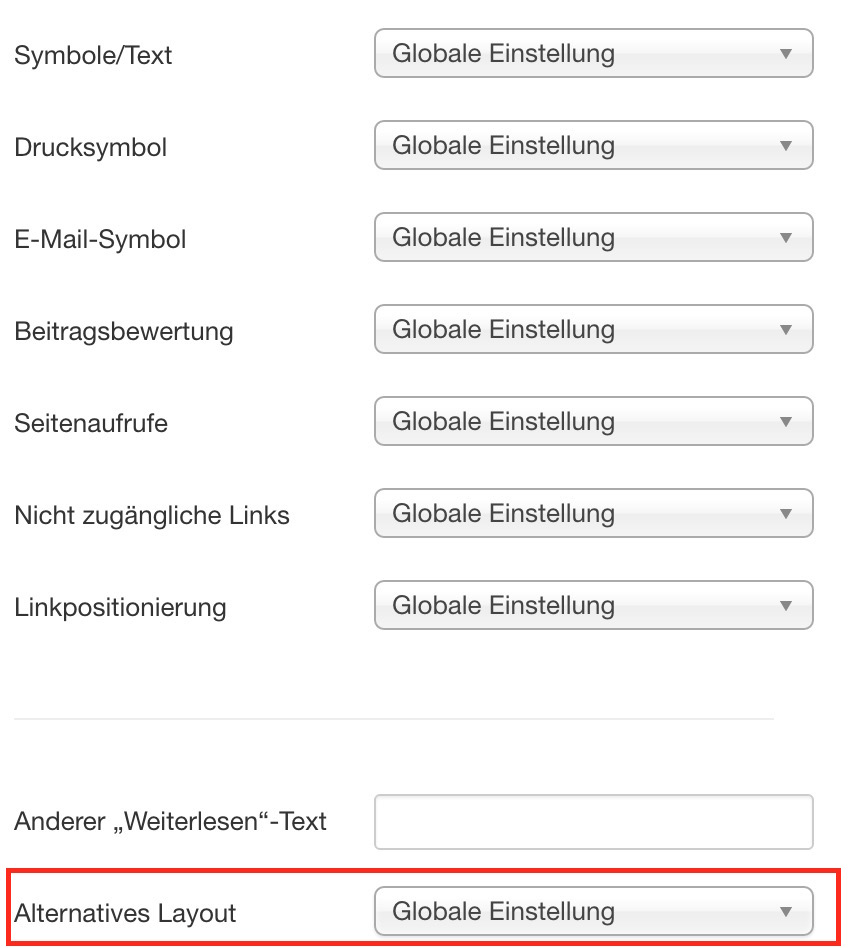 Symbole/Text Globale Einstellung
Drucksymbol Globale Einstellung
E-Mail-Symbol Globale Einstellung
Beitragsbewertung Globale Einstellung
Seitenaufrufe Globale Einstellung
Nicht zugängliche Links Globale Einstellung
Linkpositionierung Globale Einstellung
Anderer „Weiterlesen“-Text
Alternatives Layout Globale Einstellung